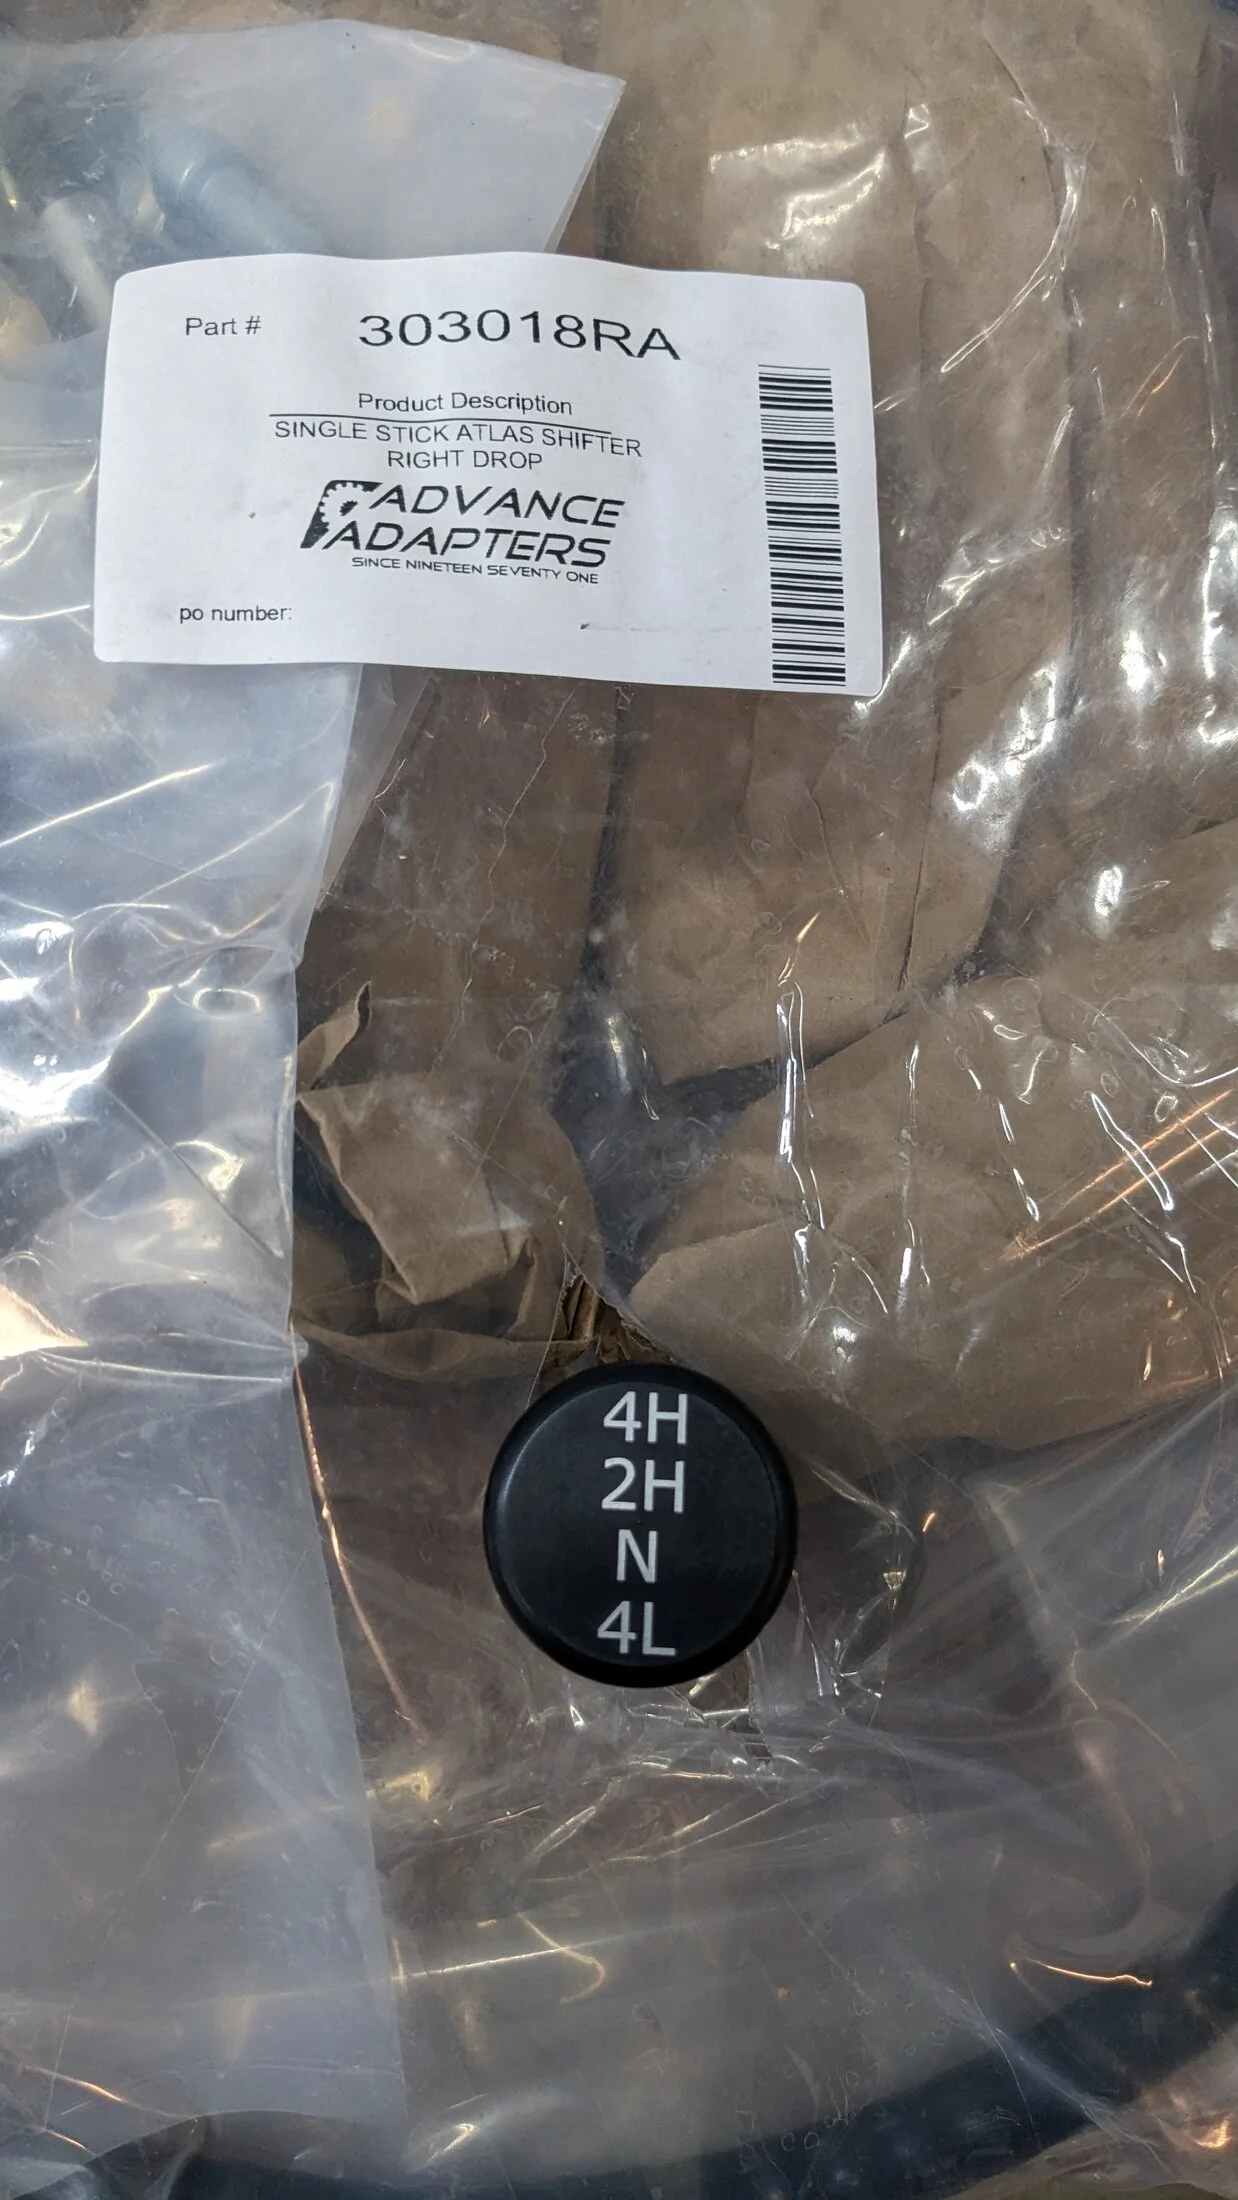 Part # 303018RA
Product Description
SINGLE STICK ATLAS SHIFTER
RIGHT DROP
ADVANCE
ADAPTERS
SINCE NINETEEN SEVENTY ONE
po number:
4H
2H
N
4L